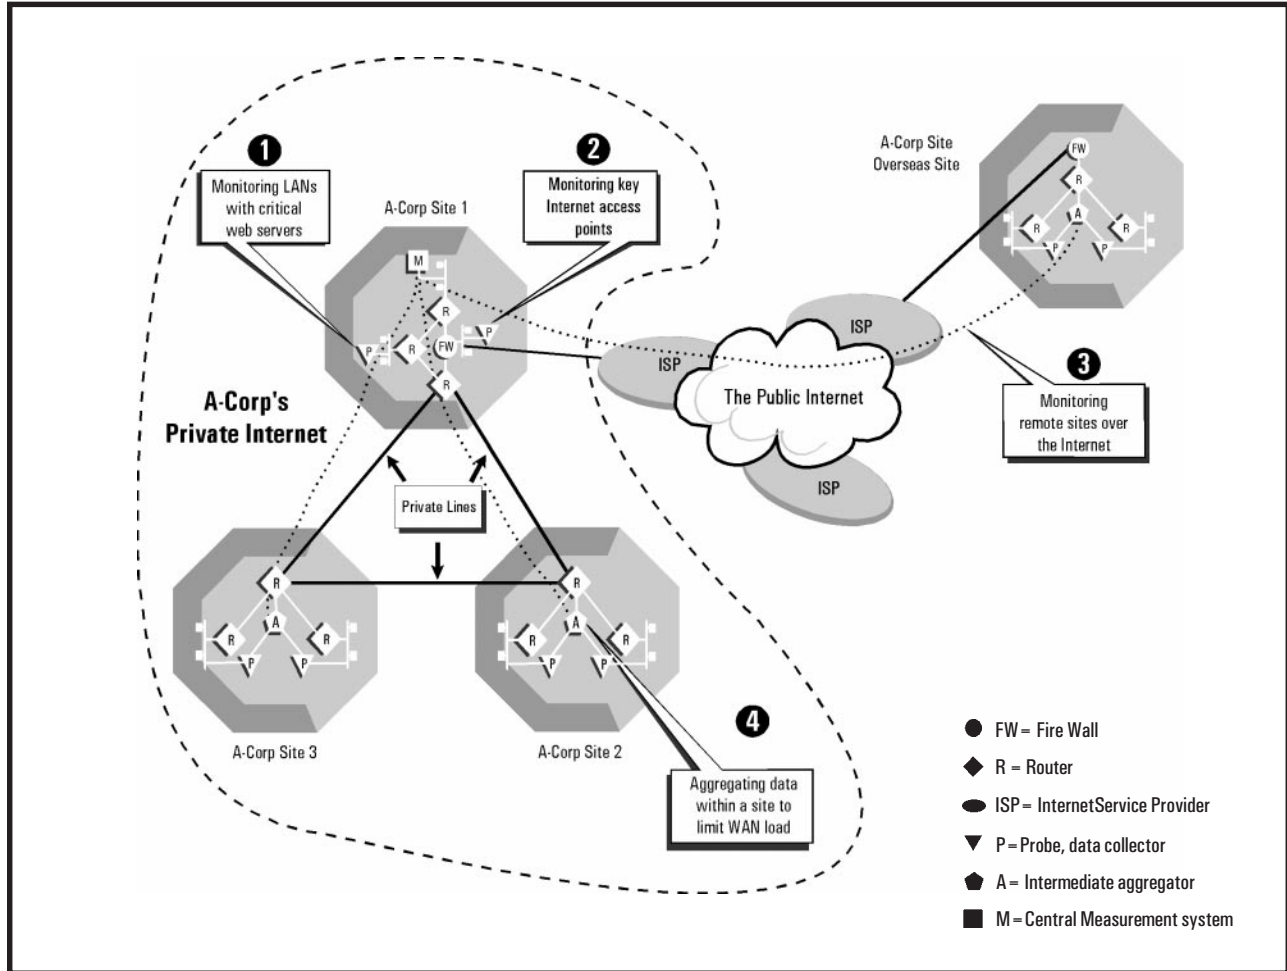 1
Monitoring LANs
with critical
web servers
2
Monitoring key
Internet access
points
A-Corp Site 1
M
R
P
P
R
FW
R
A-Corp Site
Overseas Site
FW
R
A
R
R
P
P
ISP
ISP
The Public Internet
ISP
3
Monitoring
remote sites over
the Internet
A-Corp's
Private Internet
Private Lines
R
A
R
R
P
P
A-Corp Site 3
R
A
R
R
P
P
A-Corp Site 2
4
Aggregating data
within a site to
limit WAN load
FW = Fire Wall
R = Router
ISP = InternetService Provider
P = Probe, data collector
A = Intermediate aggregator
M = Central Measurement system